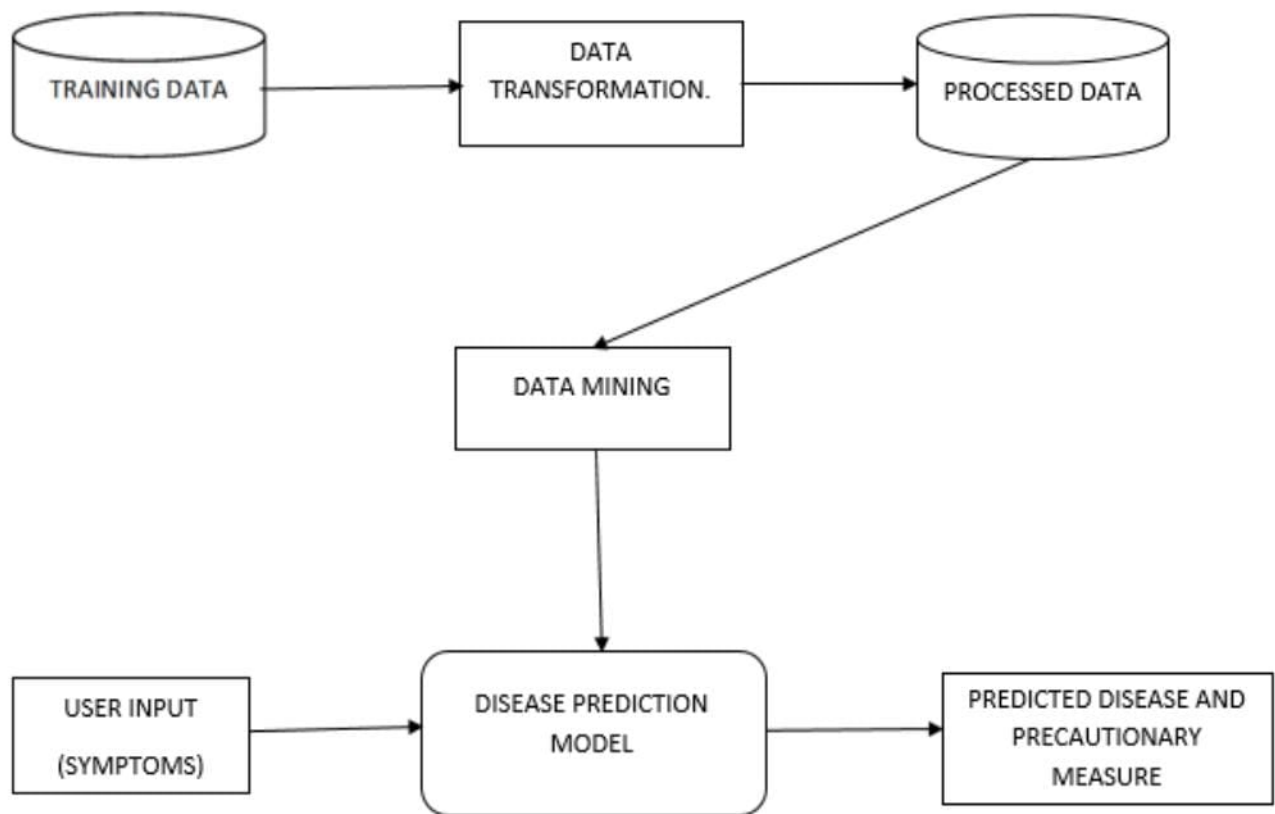 TRAINING DATA
DATA
TRANSFORMATION.
PROCESSED DATA
DATA MINING
USER INPUT
(SYMPTOMS)
DISEASE PREDICTION
MODEL
PREDICTED DISEASE AND
PRECAUTIONARY
MEASURE